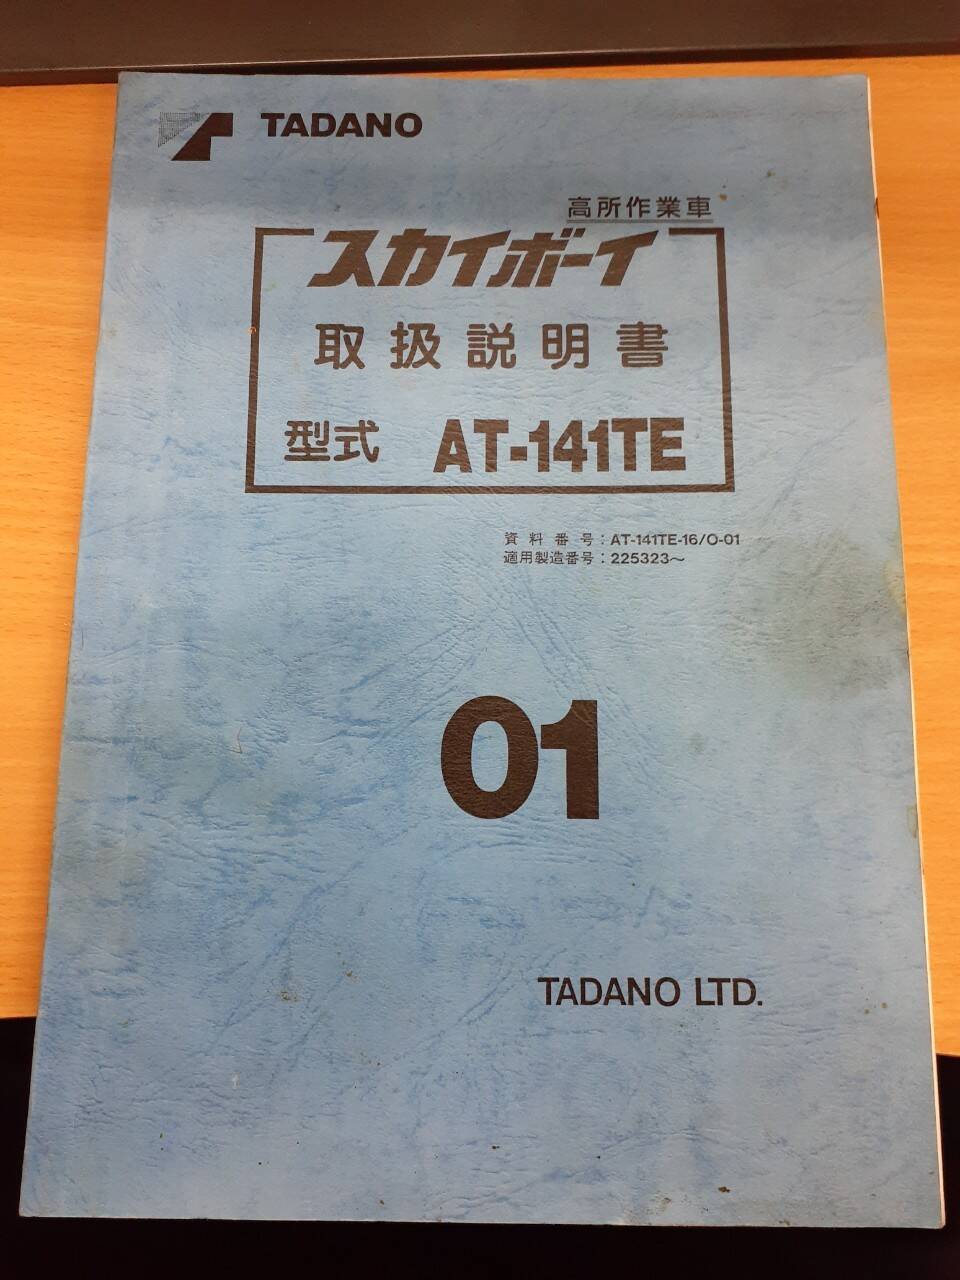 TADANO
高所作業車
スカイボーイ
取扱説明書
型式 AT-141TE
資料番号：AT-141TE-16/O-01
適用製造番号：225323～
01
TADANO LTD.